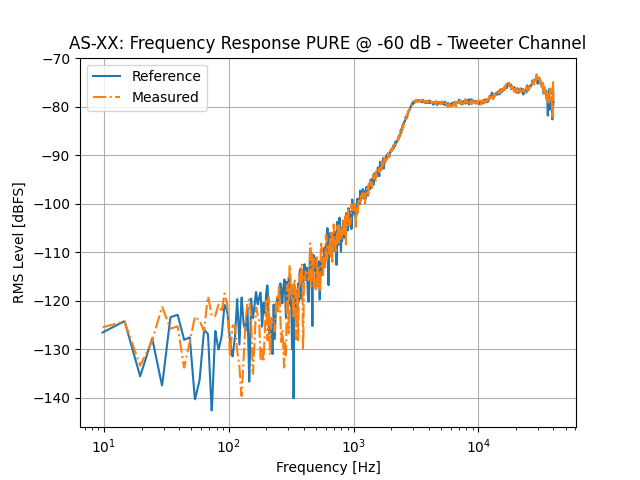 AS-XX: Frequency Response PURE @ -60 dB - Tweeter Channel
Reference
Measured
−70
−80
−90
−100
−110
−120
−130
−140
RMS Level [dBFS]
10¹ 10² 10³ 10⁴
Frequency [Hz]